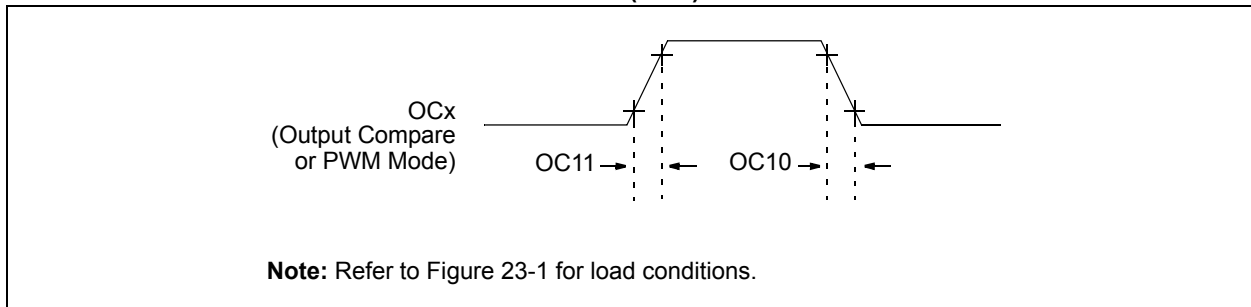 OCx
(Output Compare
or PWM Mode)
OC11
OC10
Note: Refer to Figure 23-1 for load conditions.